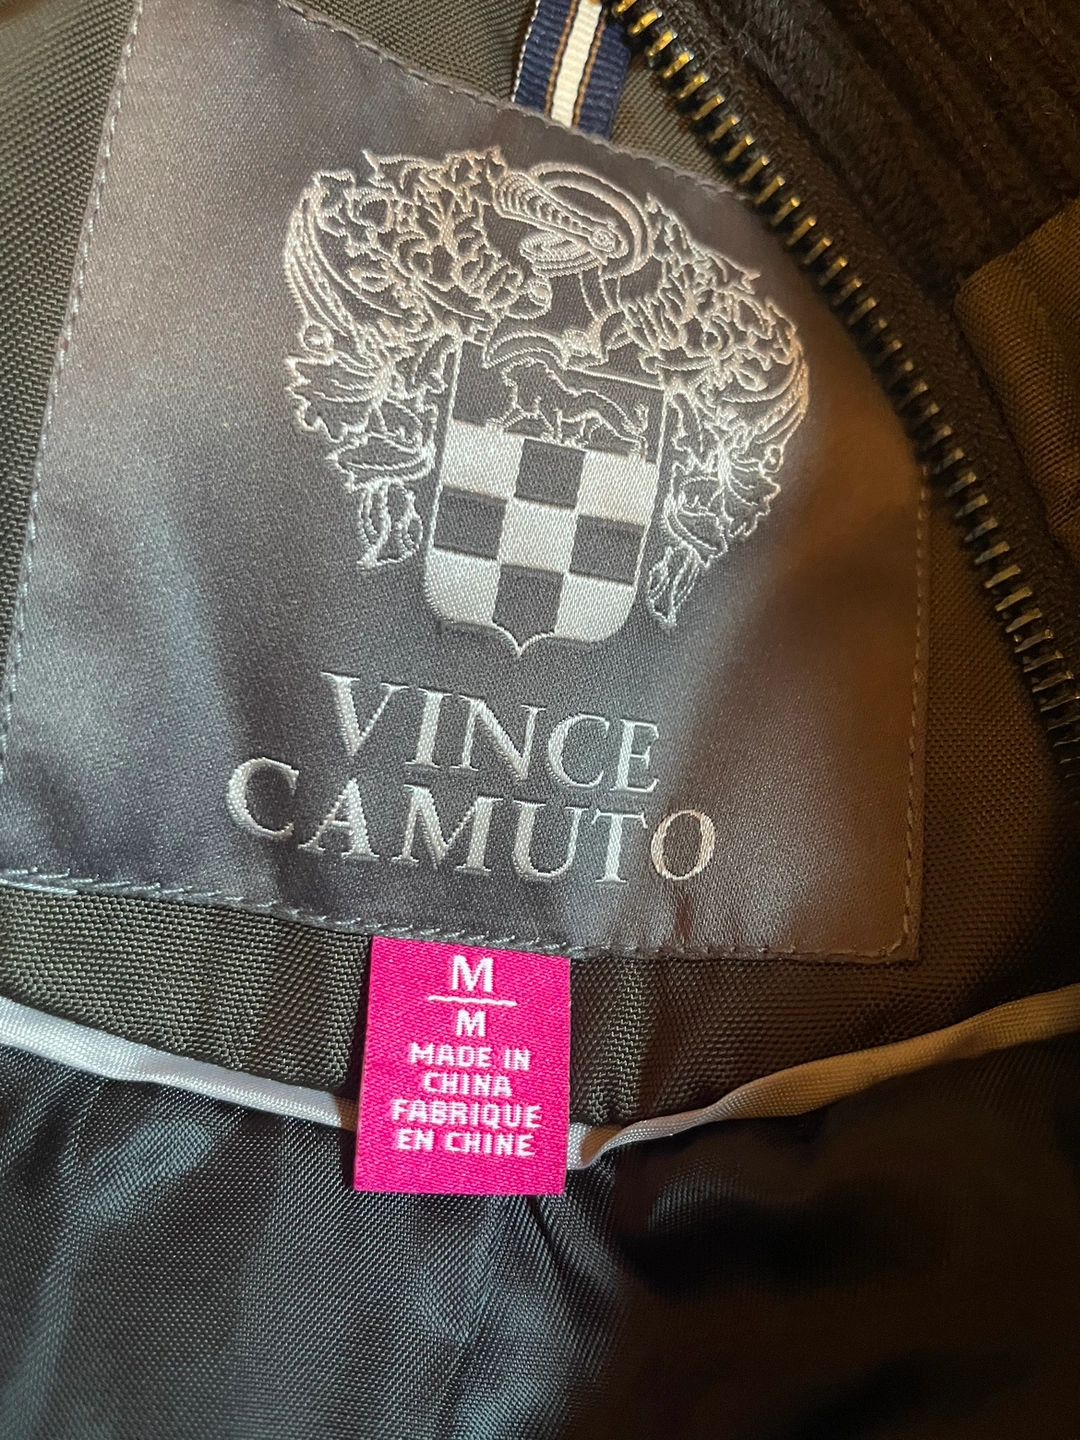 VINCE
CAMUTO
M
M
MADE IN
CHINA
FABRIQUE
EN CHINE